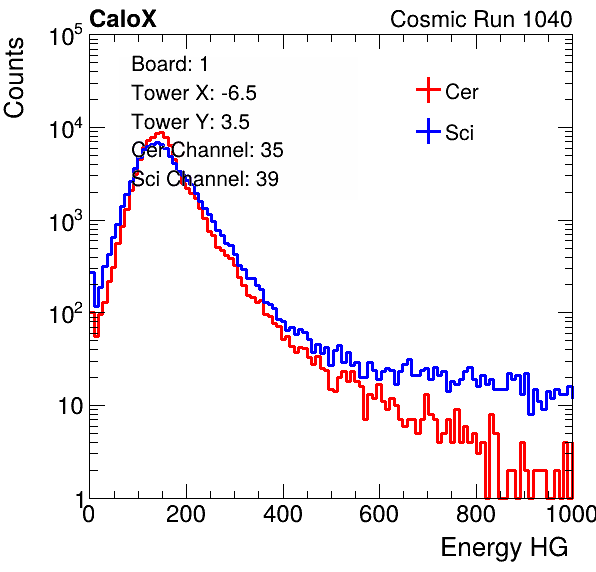 CaloX Cosmic Run 1040
Counts
10^5
10^4
10^3
10^2
10
1
Board: 1
Tower X: -6.5
Tower Y: 3.5
Cer Channel: 35
Sci Channel: 39
Cer
Sci
0 200 400 600 800 1000
Energy HG